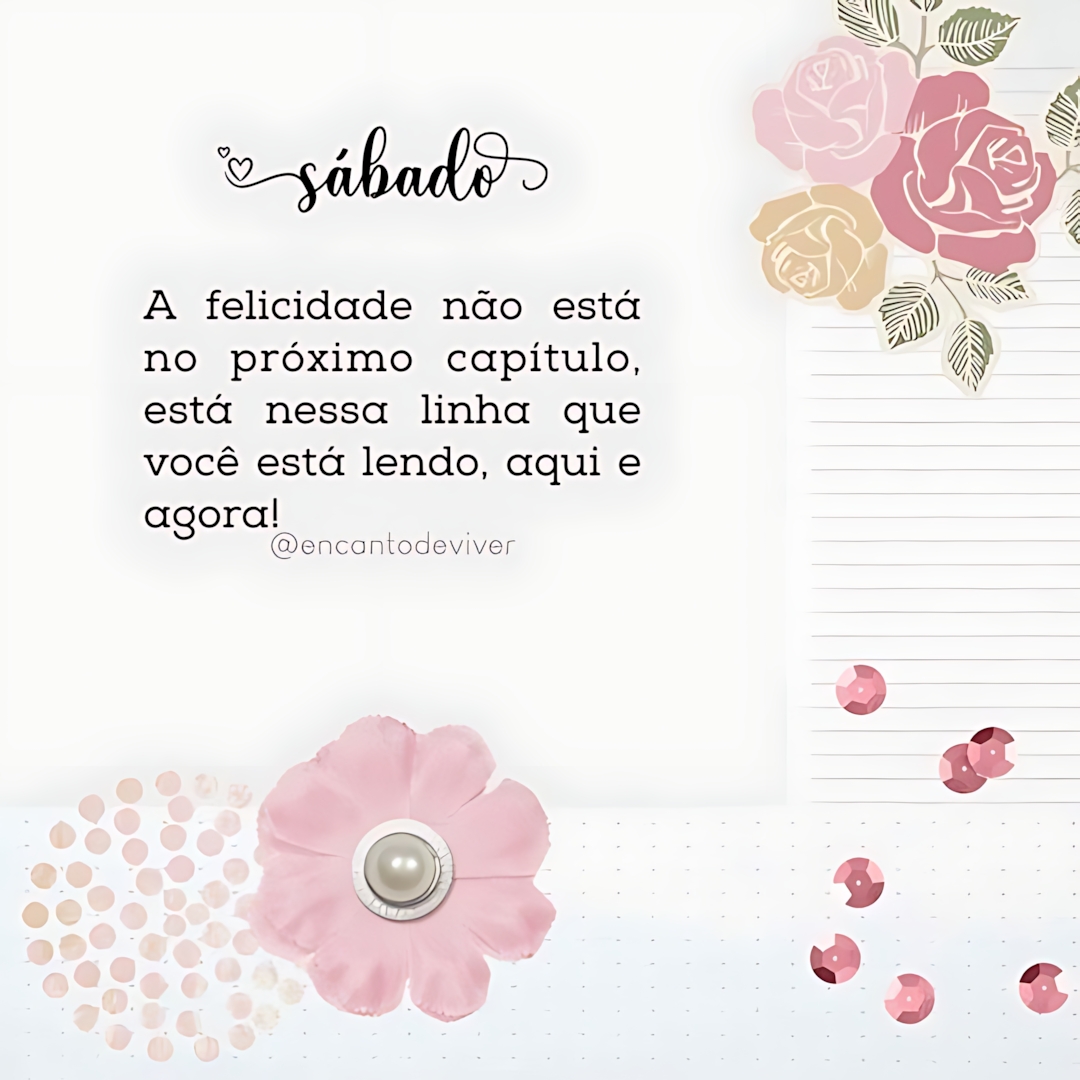 sábado
A felicidade não está
no próximo capítulo,
está nessa linha que
você está lendo, aqui e
agora!
@encantodeviver